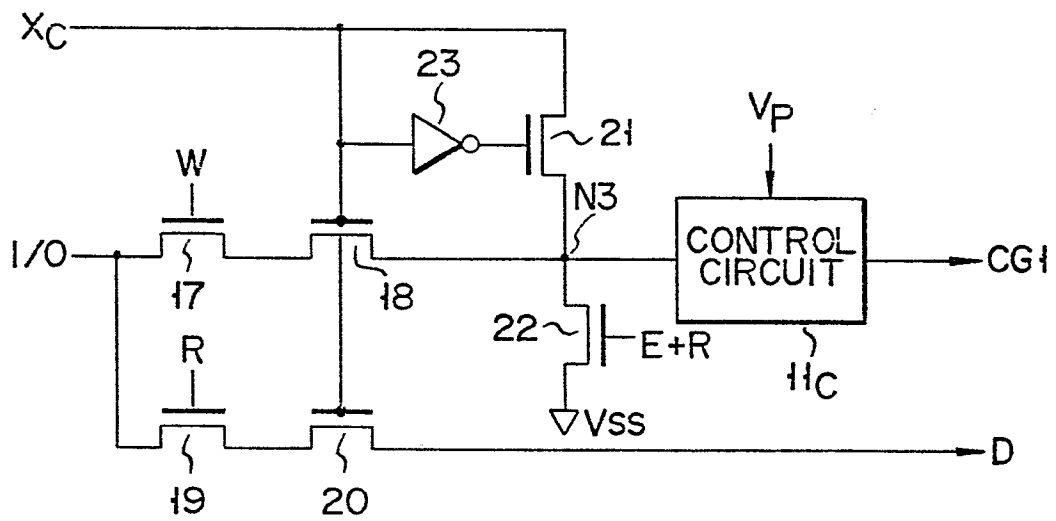 XC
23
VP
21
W
N3
I/O
CONTROL
CIRCUIT
CG1
17
18
22
E+R
R
11C
VSS
D
19
20